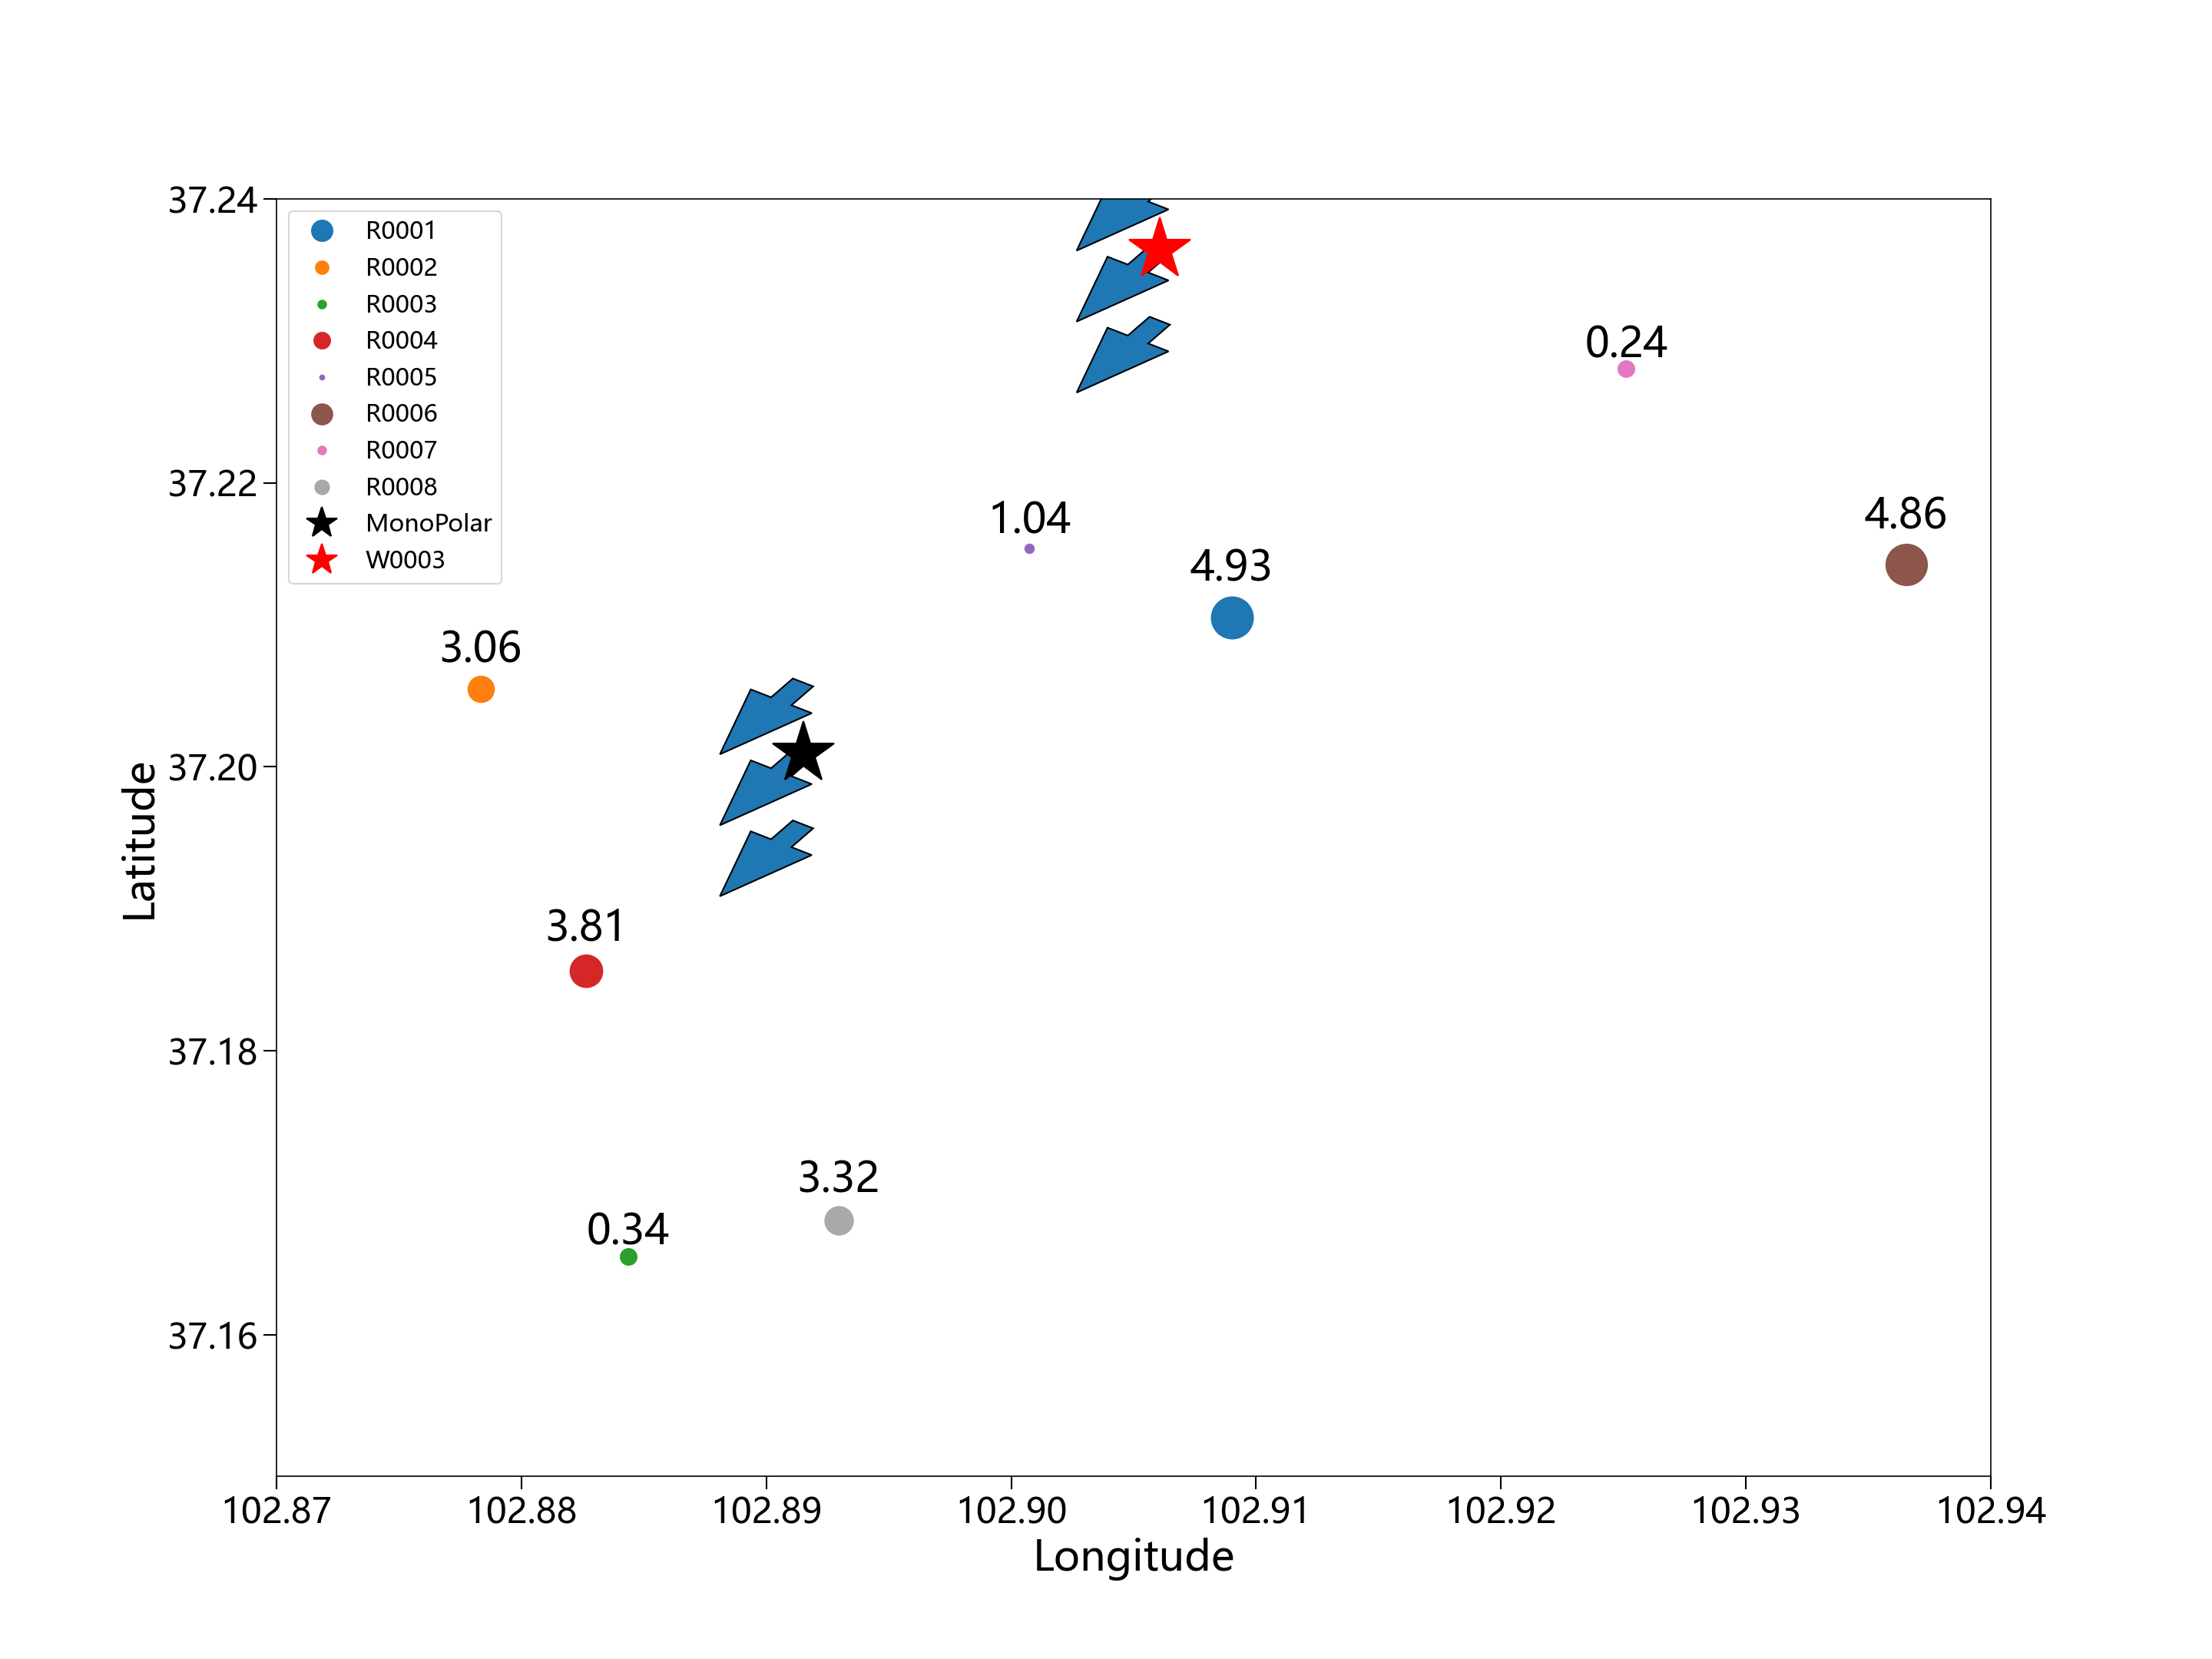 37.24
R0001
R0002
R0003
R0004
R0005
R0006
R0007
R0008
MonoPolar
W0003
0.24
37.22
1.04
4.86
4.93
3.06
37.20
Latitude
3.81
37.18
3.32
0.34
37.16
102.87 102.88 102.89 102.90 102.91 102.92 102.93 102.94
Longitude